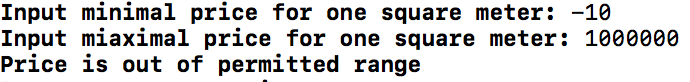 Input minimal price for one square meter: -10
Input miaximal price for one square meter: 1000000
Price is out of permitted range